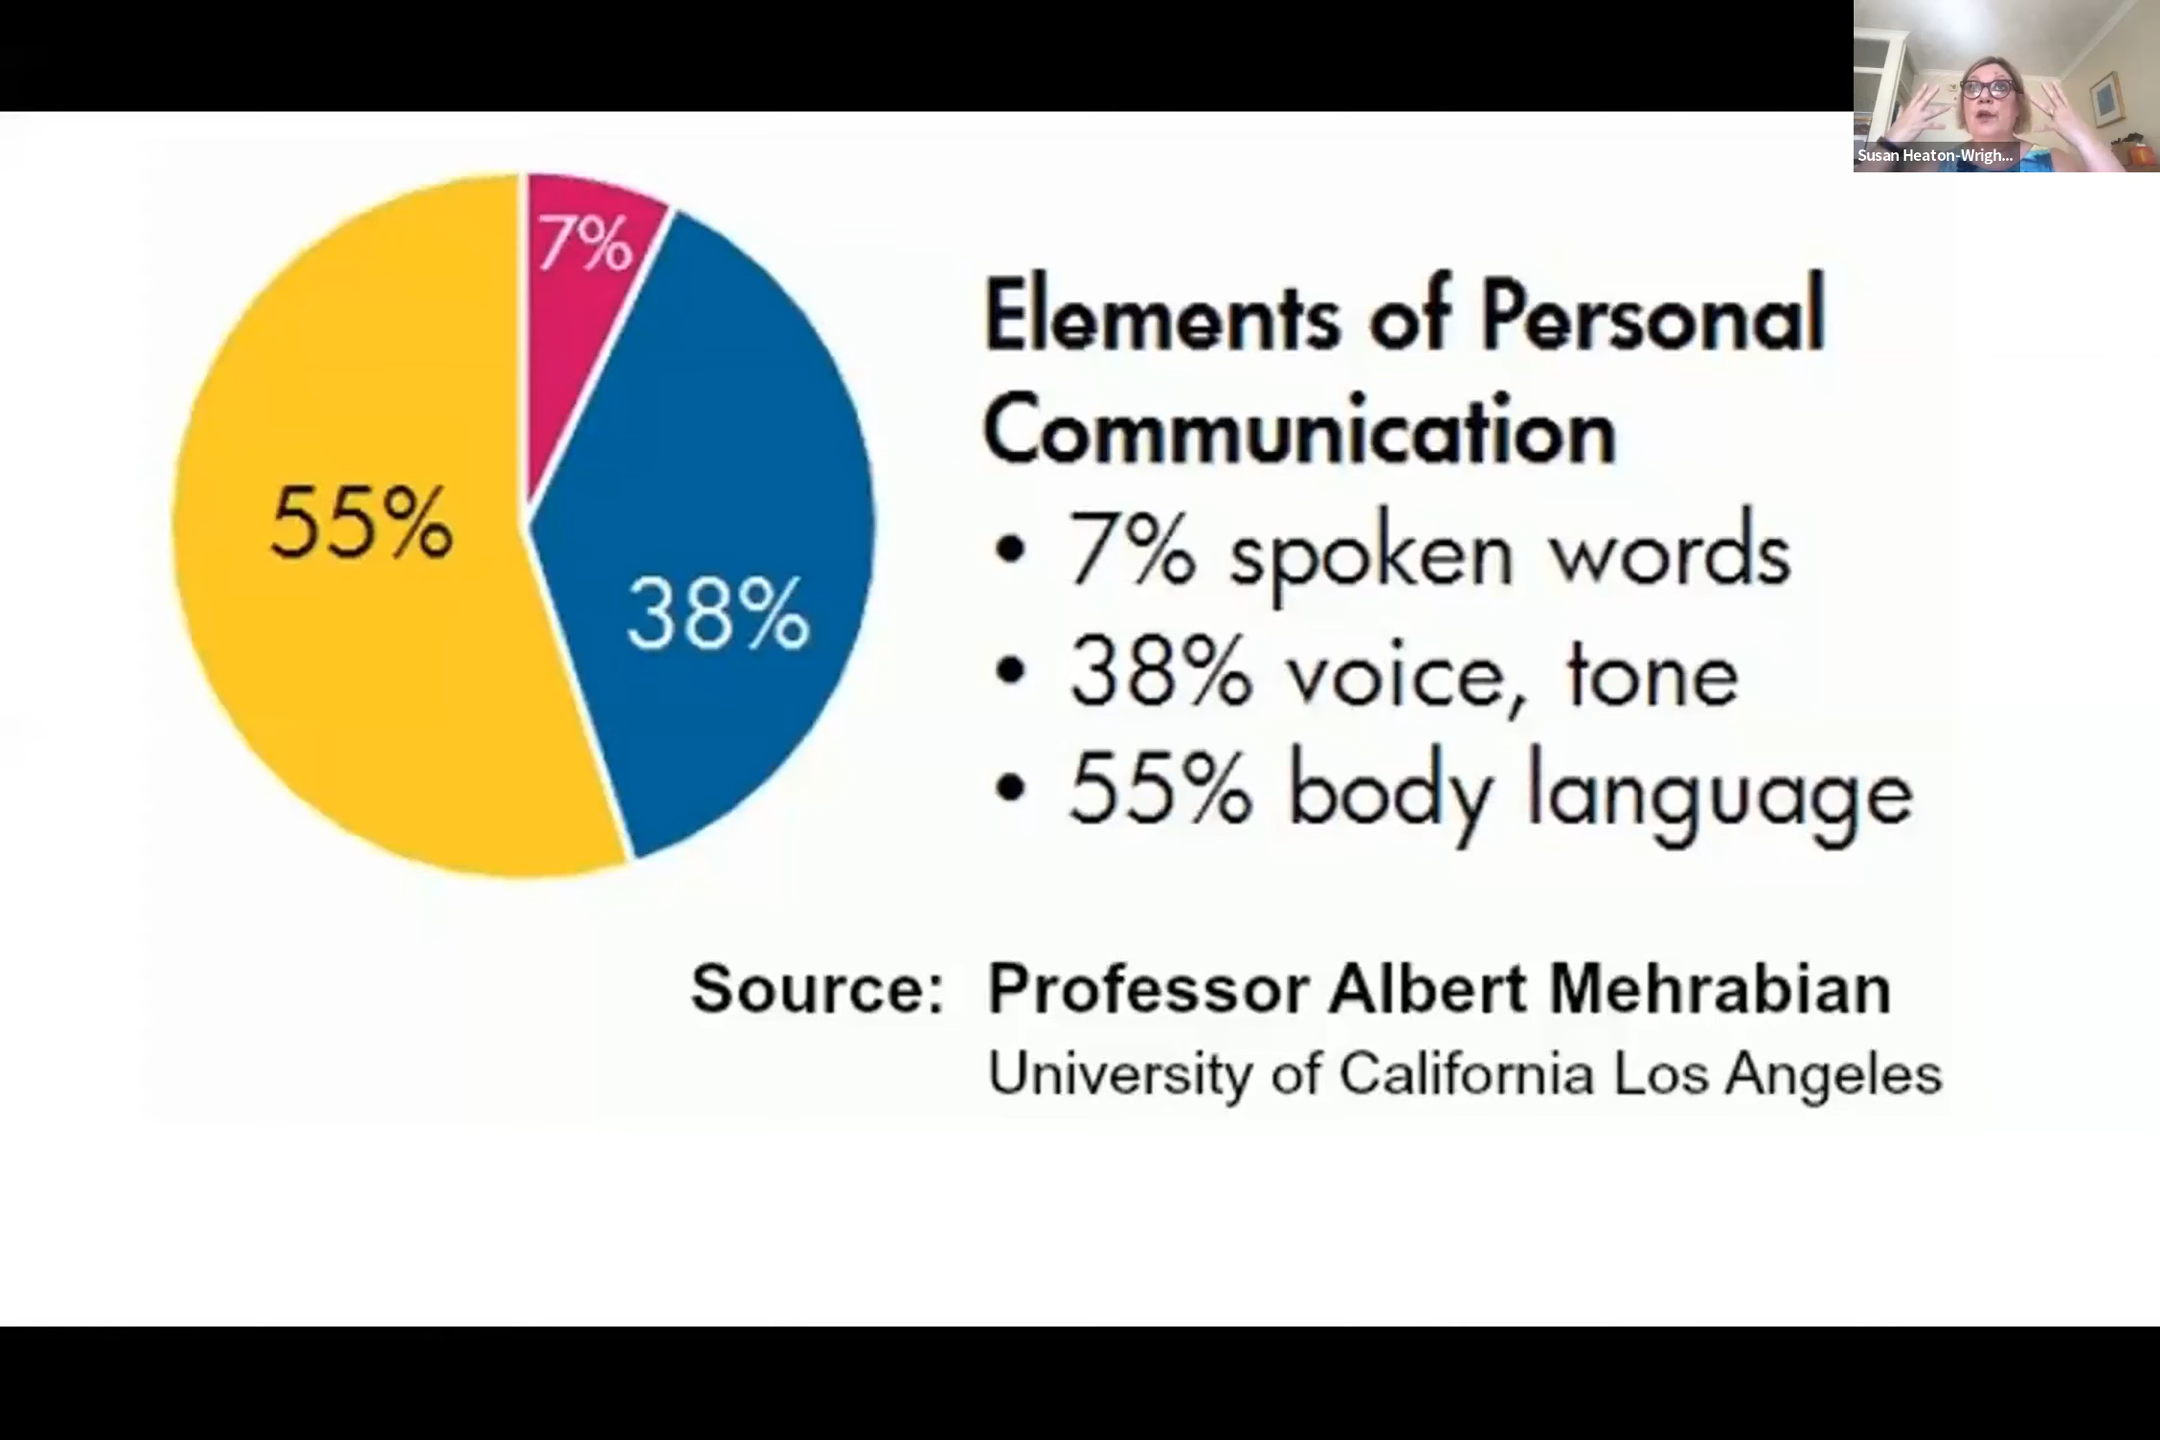 Susan Heaton-Wrigh...
7%
55%
38%
Elements of Personal
Communication
• 7% spoken words
• 38% voice, tone
• 55% body language
Source: Professor Albert Mehrabian
University of California Los Angeles